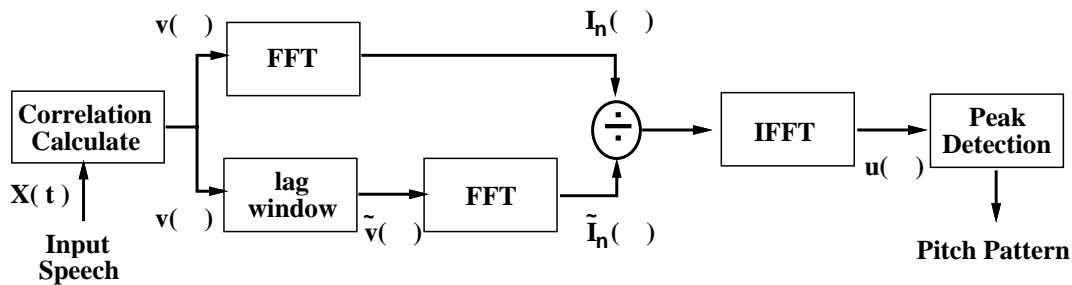 v( )
FFT
I_n( )
Correlation
Calculate
÷
IFFT
Peak
Detection
X( t )
v( )
lag
window
ṽ( )
FFT
Ĩ_n( )
u( )
Input
Speech
Pitch Pattern